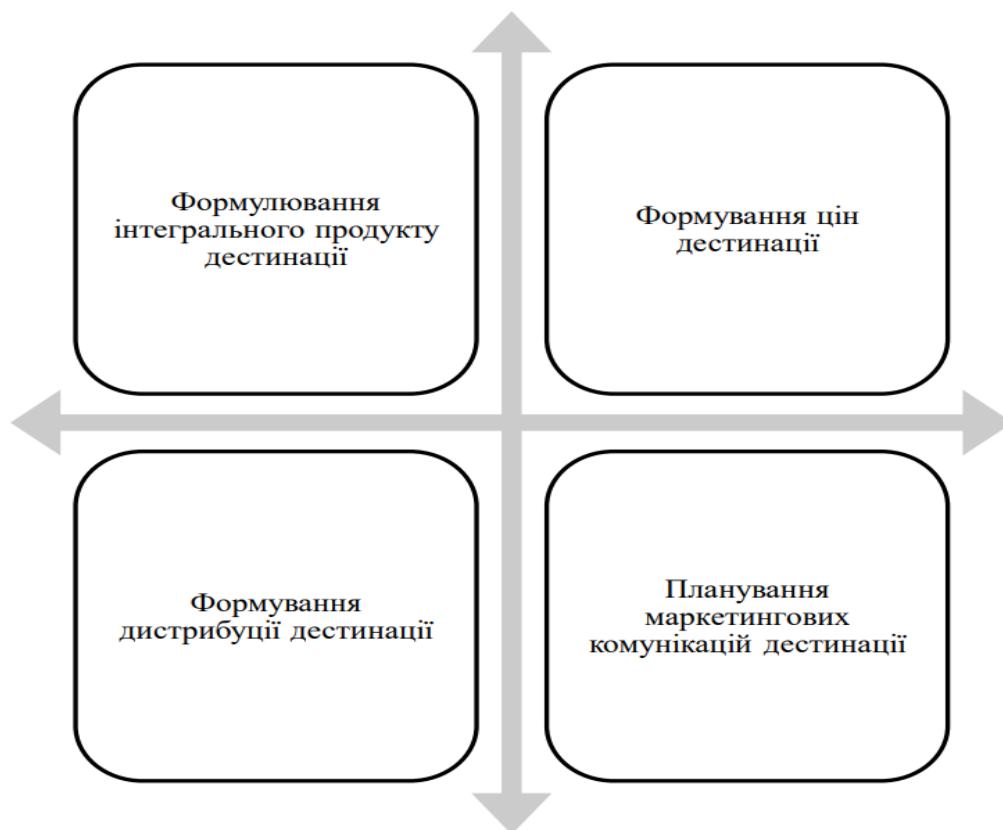 Формулювання
інтегрального продукту
дестинації
Формування цін
дестинації
Формування
дистрибуції дестинації
Планування
маркетингових
комунікацій дестинації